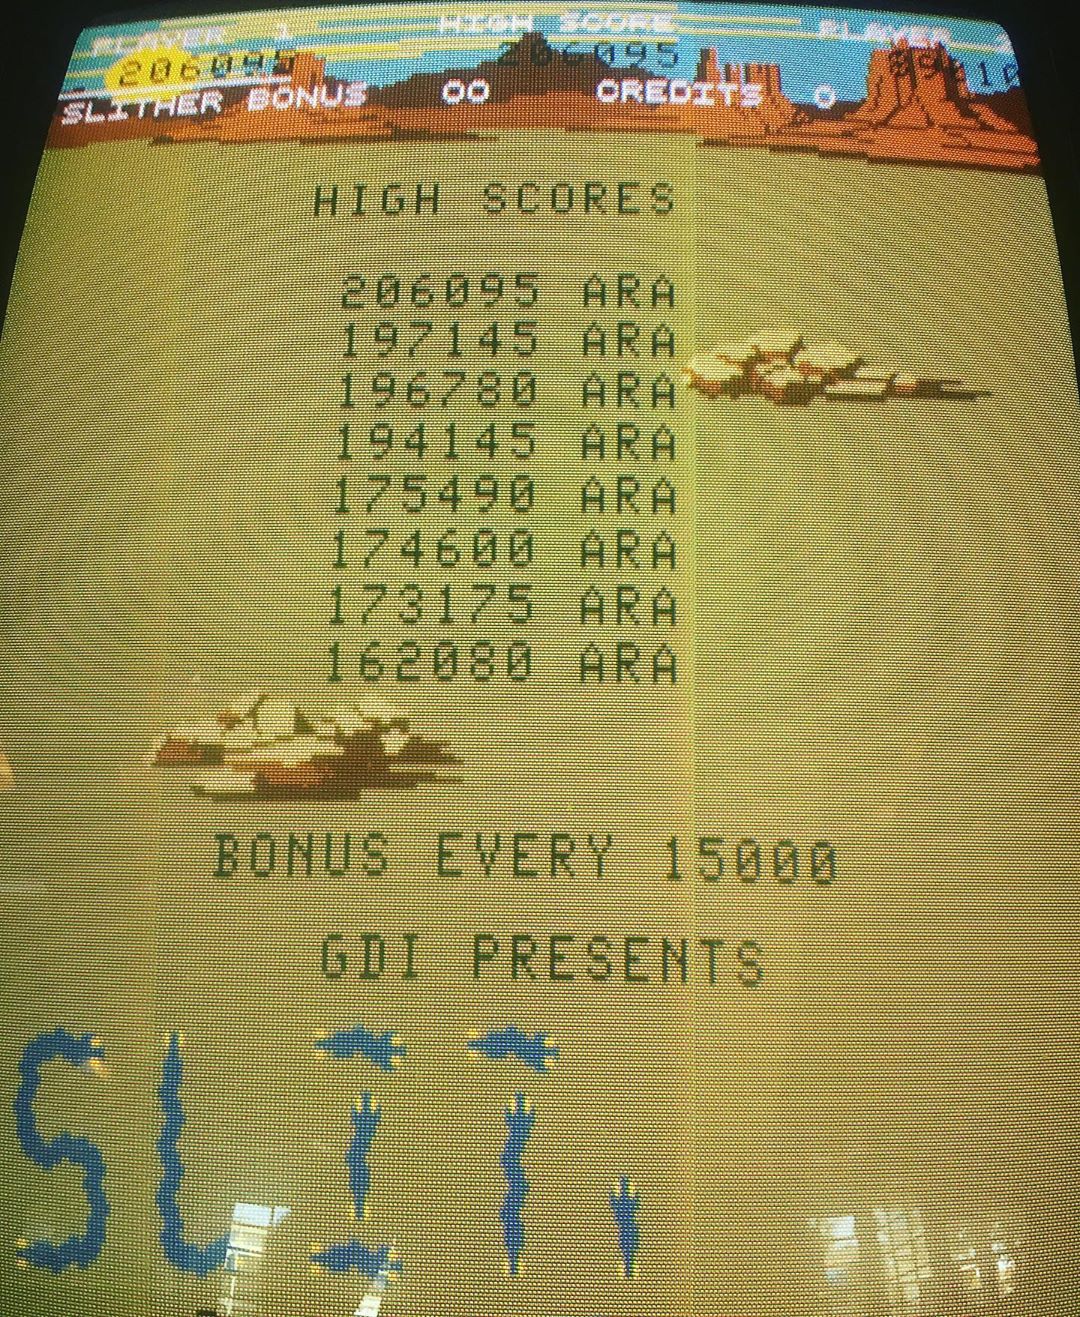 PLAYER 1 HIGH SCORE PLAYER
206095 206095
SLITHER BONUS 00 CREDITS 0
HIGH SCORES
206095 ARA
197145 ARA
196780 ARA
194145 ARA
175490 ARA
174600 ARA
173175 ARA
162080 ARA
BONUS EVERY 15000
GDI PRESENTS
SLIT